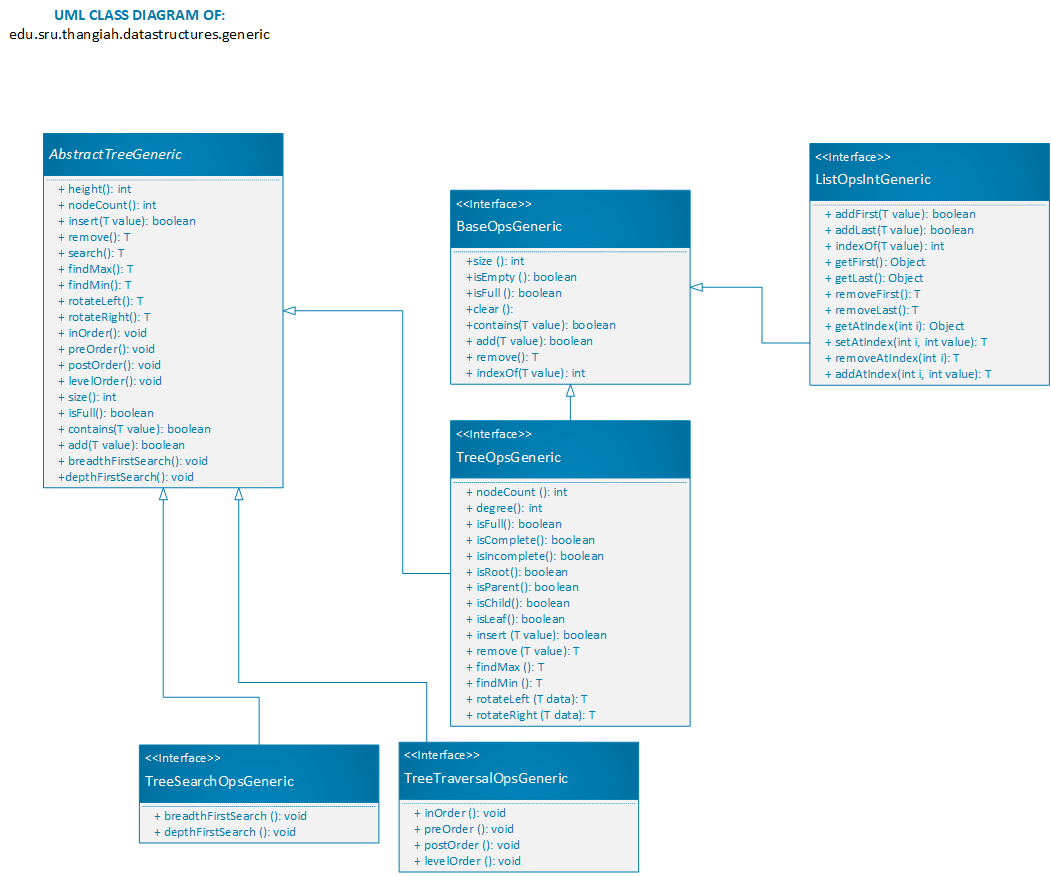 UML CLASS DIAGRAM OF:
edu.sru.thangiah.datastructures.generic
AbstractTreeGeneric
+ height(): int
+ nodeCount(): int
+ insert(T value): boolean
+ remove(): T
+ search(): T
+ findMax(): T
+ findMin(): T
+ rotateLeft(): T
+ rotateRight(): T
+ inOrder(): void
+ preOrder(): void
+ postOrder(): void
+ levelOrder(): void
+ size(): int
+ isFull(): boolean
+ contains(T value): boolean
+ add(T value): boolean
+ breadthFirstSearch(): void
+depthFirstSearch(): void
<<Interface>>
BaseOpsGeneric
+size (): int
+isEmpty (): boolean
+isFull (): boolean
+clear ():
+contains(T value): boolean
+ add(T value): boolean
+ remove(): T
+ indexOf(T value): int
<<Interface>>
ListOpsIntGeneric
+ addFirst(T value): boolean
+ addLast(T value): boolean
+ indexOf(T value): int
+ getFirst(): Object
+ getLast(): Object
+ removeFirst(): T
+ removeLast(): T
+ getAtIndex(int i): Object
+ setAtIndex(int i, int value): T
+ removeAtIndex(int i): T
+ addAtIndex(int i, int value): T
<<Interface>>
TreeOpsGeneric
+ nodeCount (): int
+ degree(): int
+ isFull(): boolean
+ isComplete(): boolean
+ isIncomplete(): boolean
+ isRoot(): boolean
+ isParent(): boolean
+ isChild(): boolean
+ isLeaf(): boolean
+ insert (T value): boolean
+ remove (T value): T
+ findMax (): T
+ findMin (): T
+ rotateLeft (T data): T
+ rotateRight (T data): T
<<Interface>>
TreeSearchOpsGeneric
+ breadthFirstSearch (): void
+ depthFirstSearch (): void
<<Interface>>
TreeTraversalOpsGeneric
+ inOrder (): void
+ preOrder (): void
+ postOrder (): void
+ levelOrder (): void